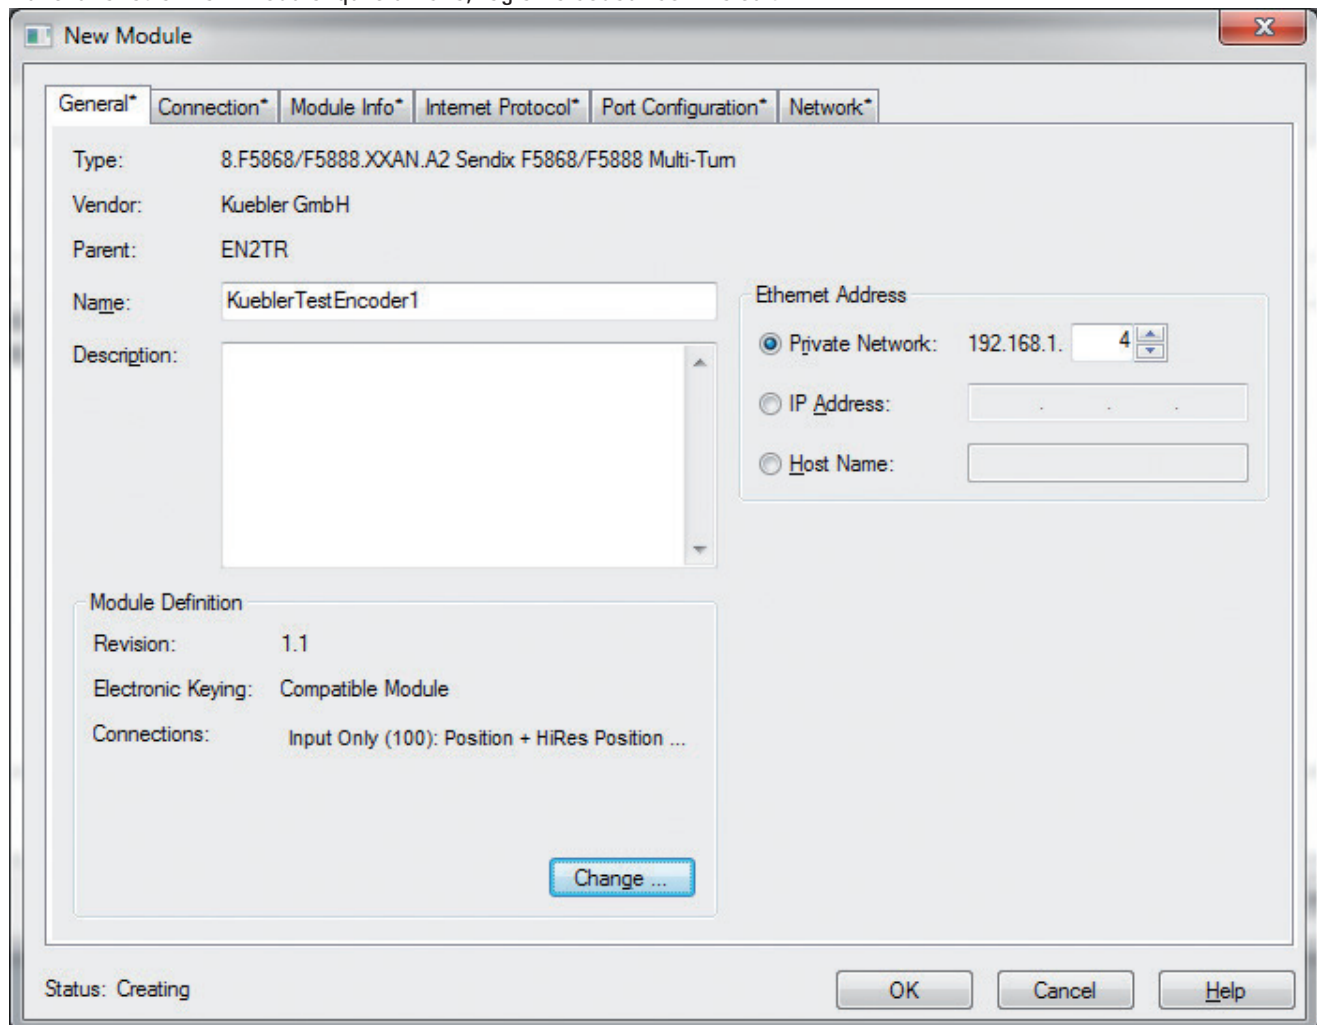 New Module
General* Connection* Module Info* Internet Protocol* Port Configuration* Network*
Type: 8.F5868/F5888.XXAN.A2 Sendix F5868/F5888 Multi-Turn
Vendor: Kuebler GmbH
Parent: EN2TR
Name: KueblerTestEncoder1
Description:
Ethernet Address
Private Network: 192.168.1. 4
IP Address: . . .
Host Name:
Module Definition
Revision: 1.1
Electronic Keying: Compatible Module
Connections: Input Only (100): Position + HiRes Position ...
Change ...
Status: Creating
OK Cancel Help